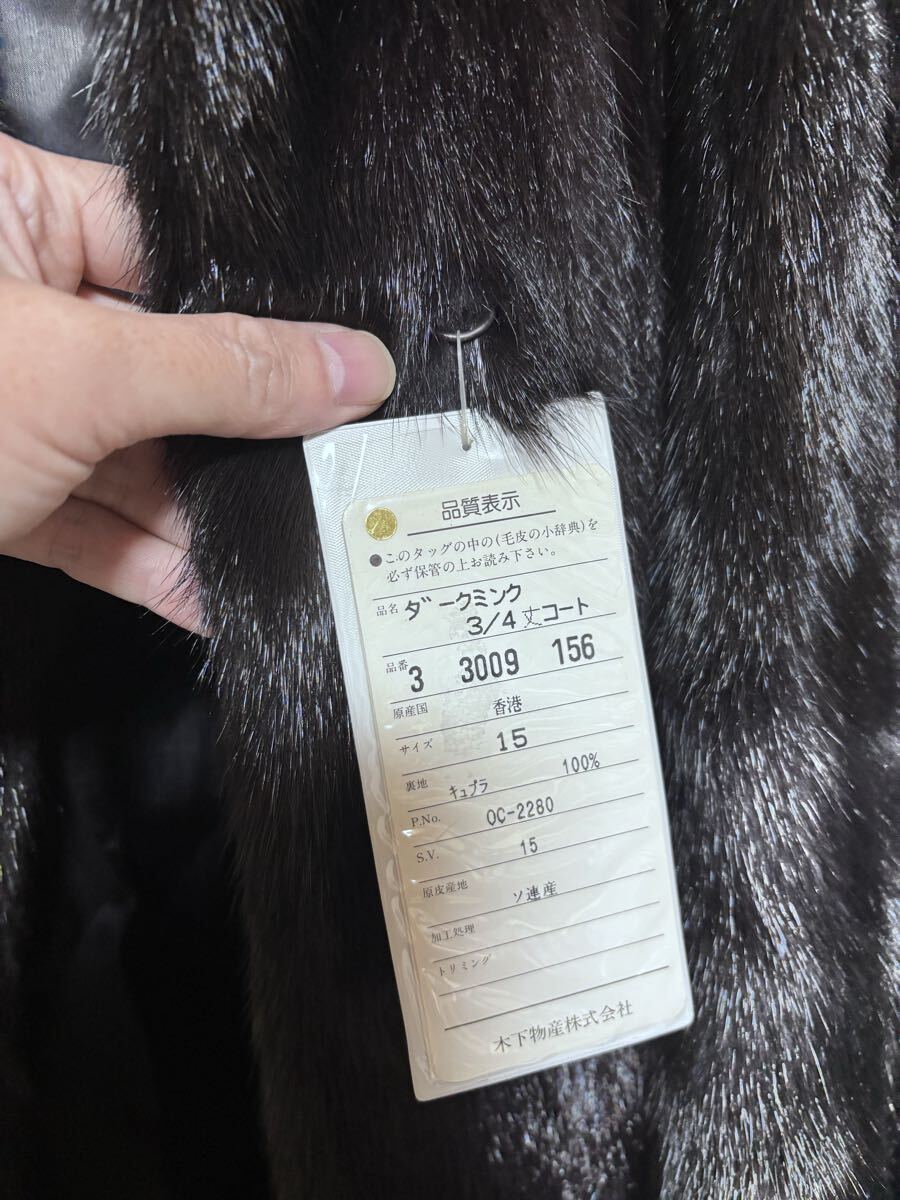 品質表示
●このタッグの中の(毛皮の小辞典)を
必ず保管の上お読み下さい。
品名 ダークミンク
3/4丈コート
品番 3 3009 156
原産国 香港
サイズ 15
裏地 キュプラ 100%
P.No. OC-2280
S.V. 15
原皮産地 ソ連産
加工処理
トリミング
木下物産株式会社